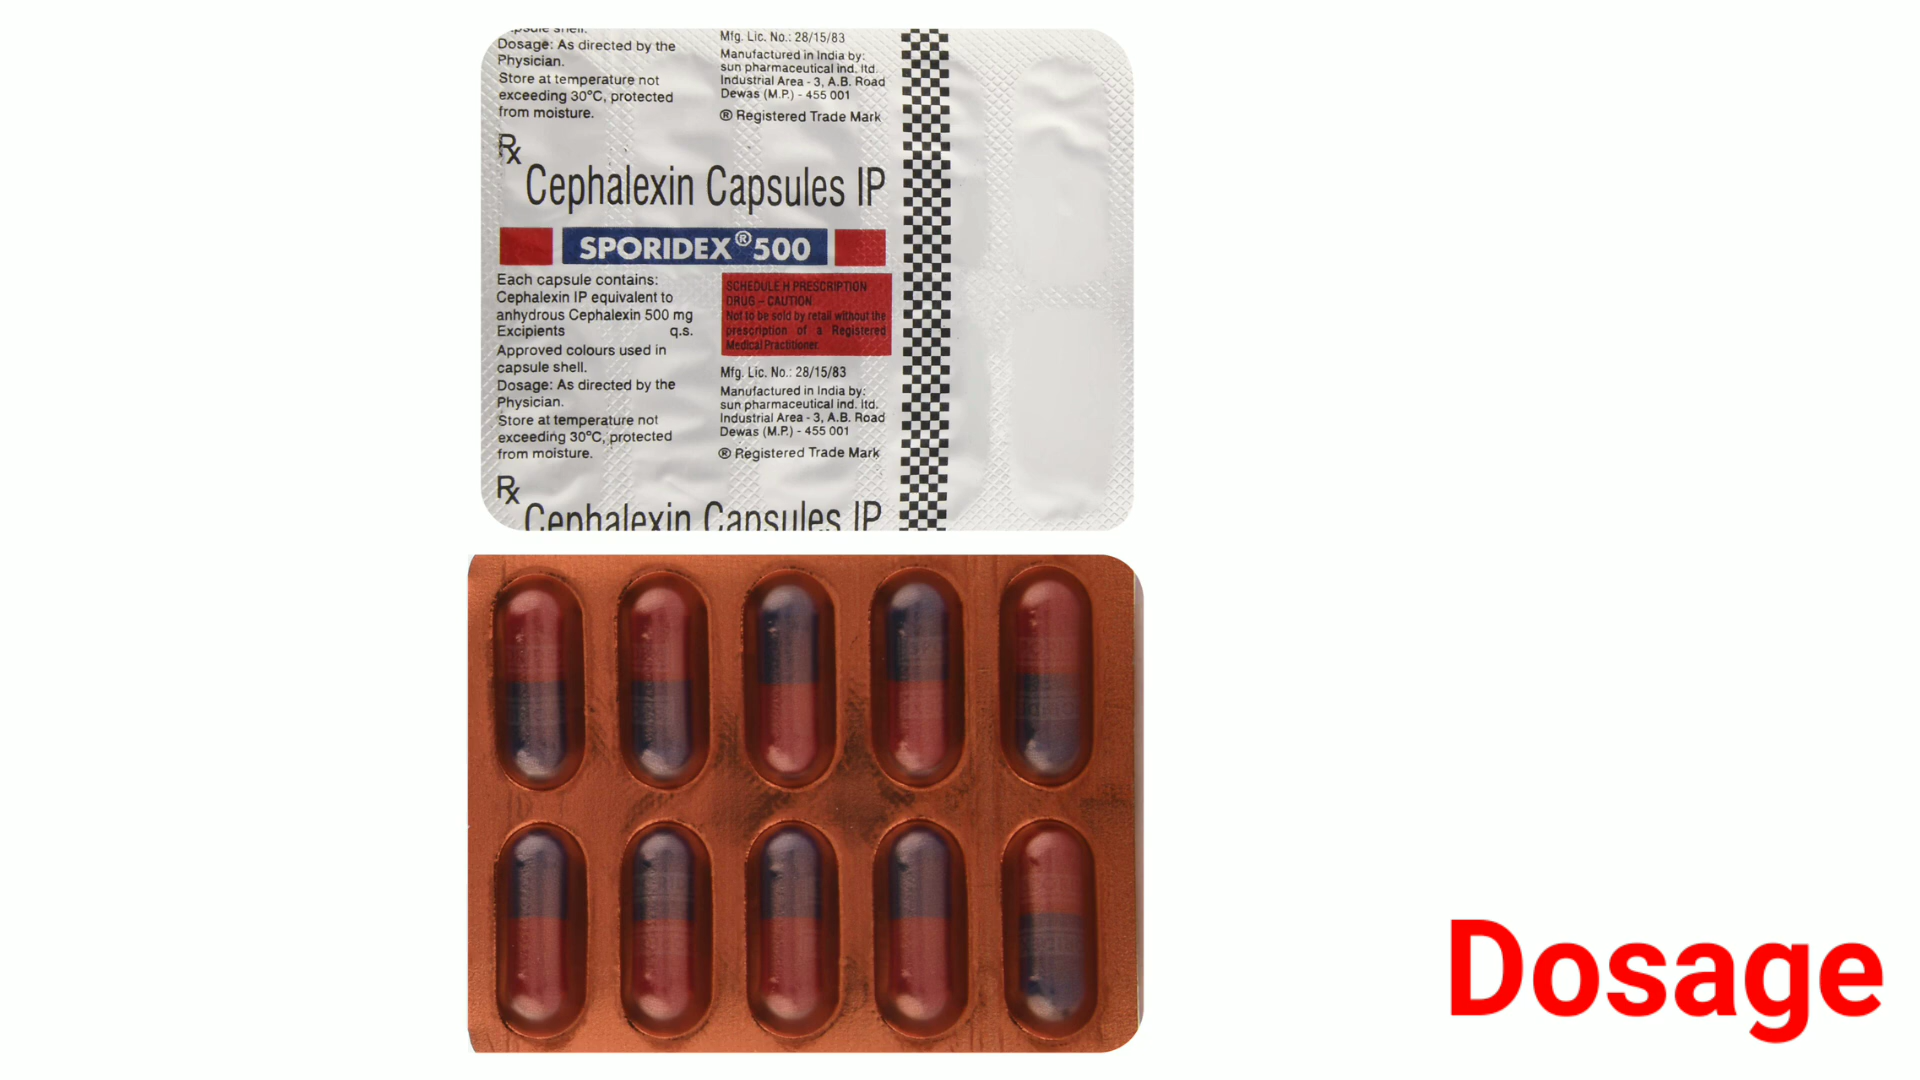 Dosage: As directed by the
Physician.
Store at temperature not
exceeding 30°C, protected
from moisture.
Mfg. Lic. No.: 28/15/83
Manufactured in India by:
sun pharmaceutical ind. ltd.
Industrial Area - 3, A.B. Road
Dewas (M.P.) - 455 001
® Registered Trade Mark
Rx
Cephalexin Capsules IP
SPORIDEX® 500
Each capsule contains:
Cephalexin IP equivalent to
anhydrous Cephalexin 500 mg
Excipients q.s.
Approved colours used in
capsule shell.
Dosage: As directed by the
Physician.
Store at temperature not
exceeding 30°C, protected
from moisture.
SCHEDULE H PRESCRIPTION
DRUG – CAUTION
Not to be sold by retail without the
prescription of a Registered
Medical Practitioner.
Mfg. Lic. No.: 28/15/83
Manufactured in India by:
sun pharmaceutical ind. ltd.
Industrial Area - 3, A.B. Road
Dewas (M.P.) - 455 001
® Registered Trade Mark
Rx
Cephalexin Capsules IP
Dosage